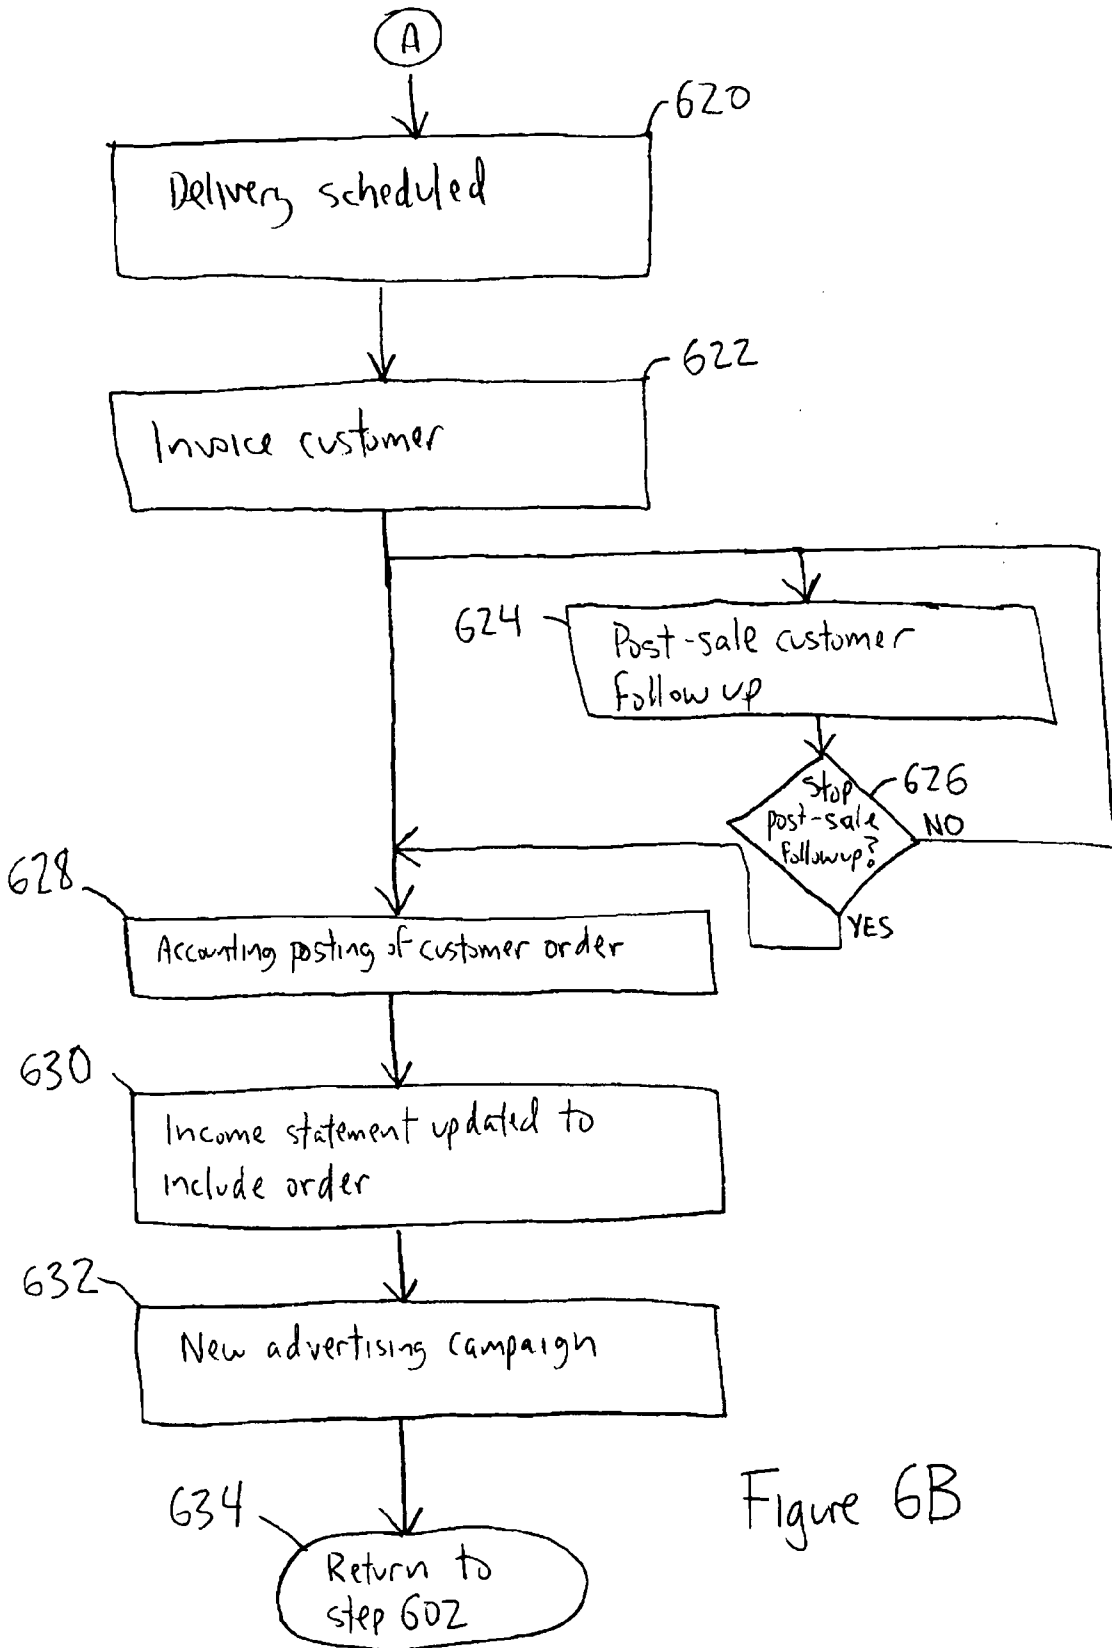 A
620
Delivery scheduled
622
Invoice customer
624
Post-sale customer
Follow up
626
Stop
post-sale
followup?
NO
YES
628
Accounting posting of customer order
630
Income statement updated to
include order
632
New advertising campaign
634
Return to
step 602
Figure 6B